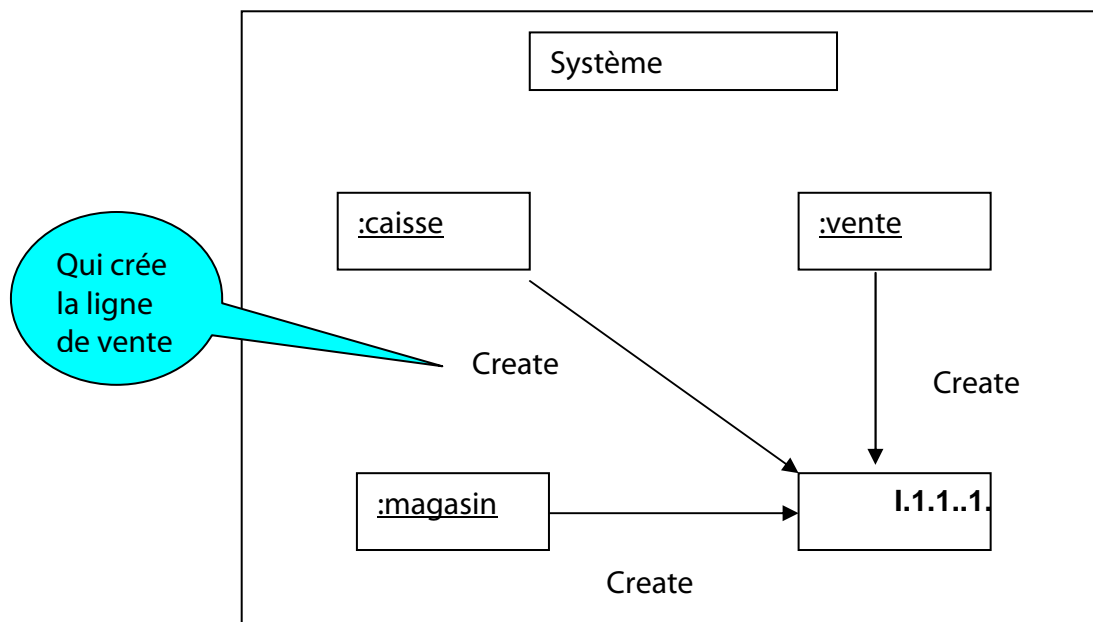 Système
:caisse
:vente
Qui crée
la ligne
de vente
Create
Create
:magasin
I.1.1..1.
Create